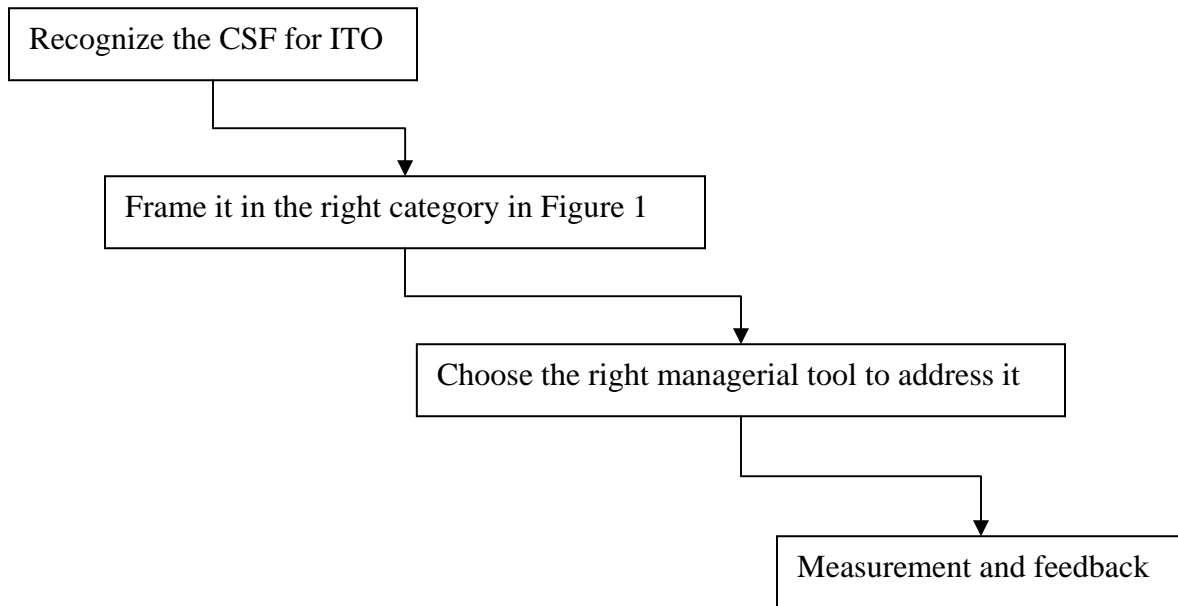 Recognize the CSF for ITO
Frame it in the right category in Figure 1
Choose the right managerial tool to address it
Measurement and feedback